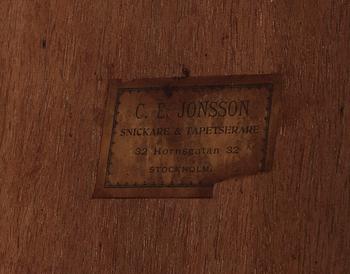 C. E. JONSSON
SNICKARE & TAPETSERARE
32 Hornsgatan 32
STOCKHOLM.